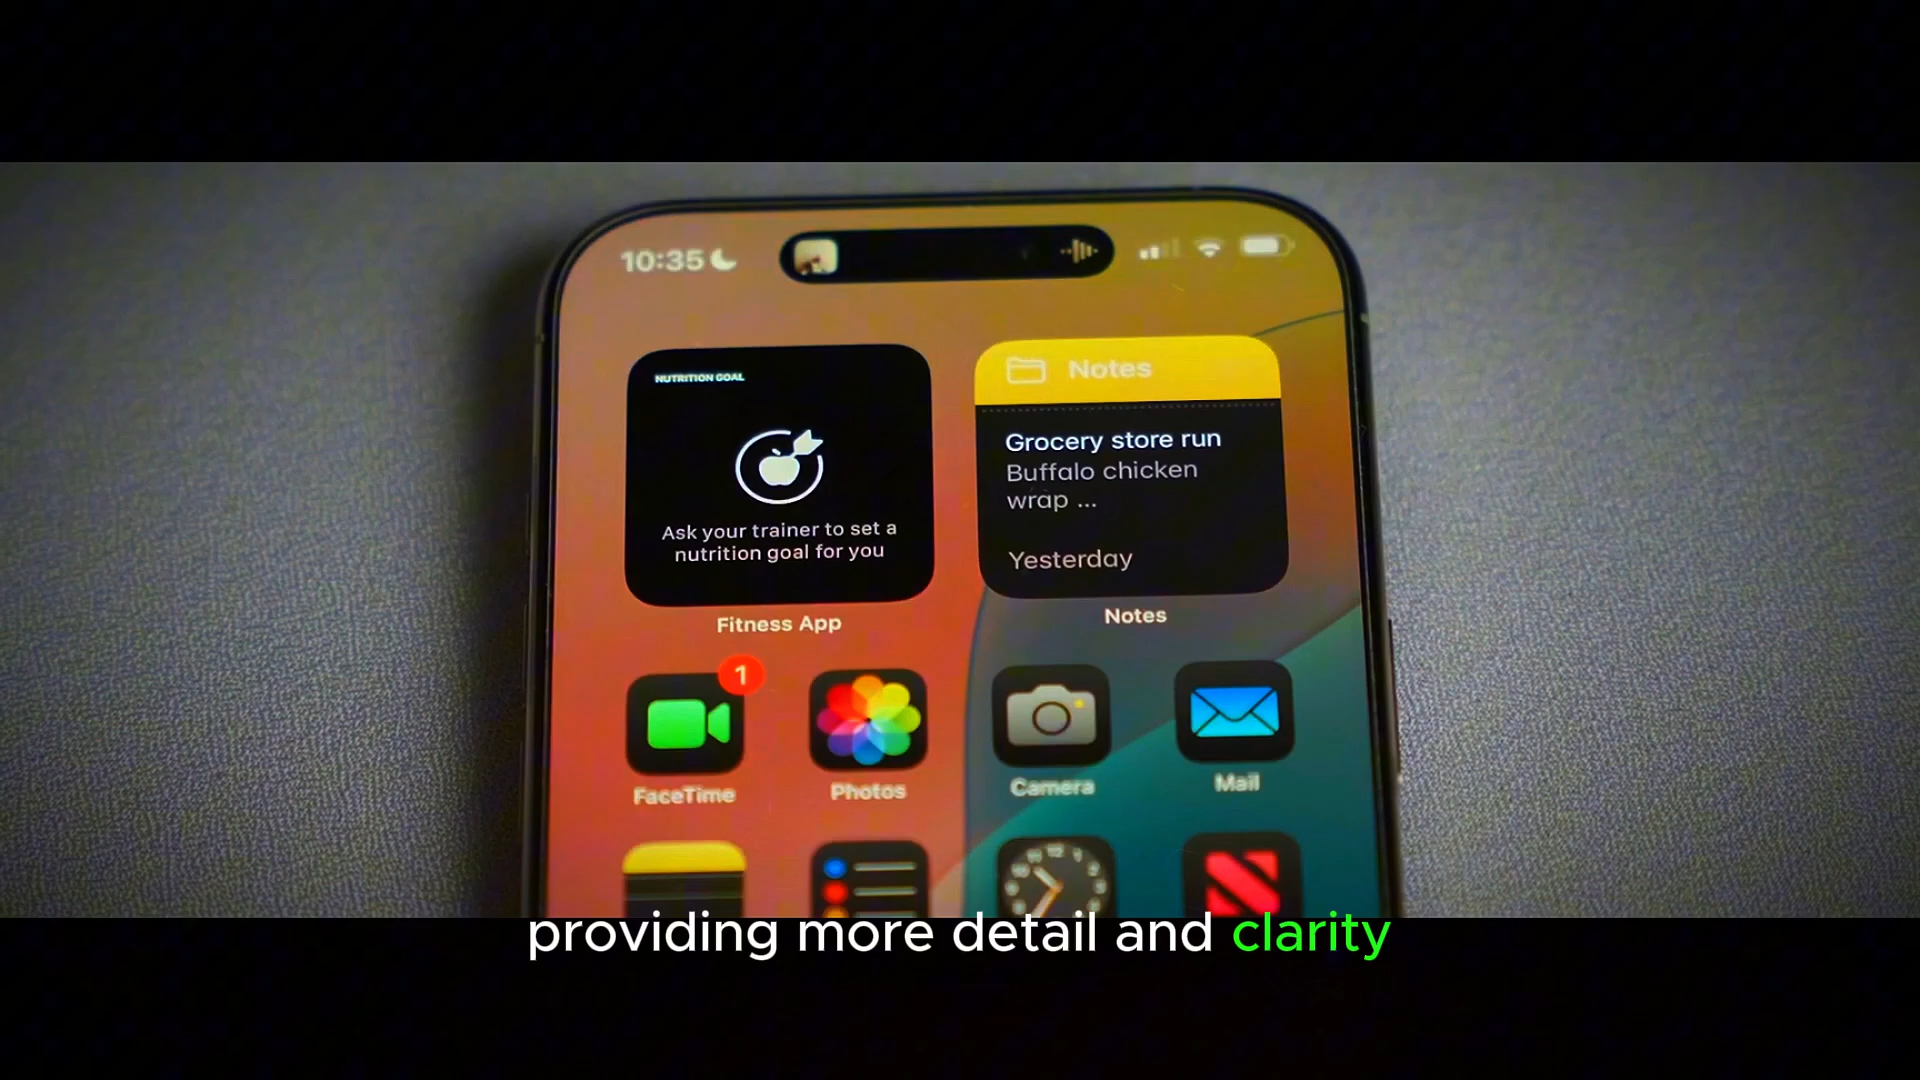 10:35
NUTRITION GOAL
Ask your trainer to set a
nutrition goal for you
Fitness App
Notes
Grocery store run
Buffalo chicken
wrap ...
Yesterday
Notes
1
FaceTime
Photos
Camera
Mail
providing more detail and clarity